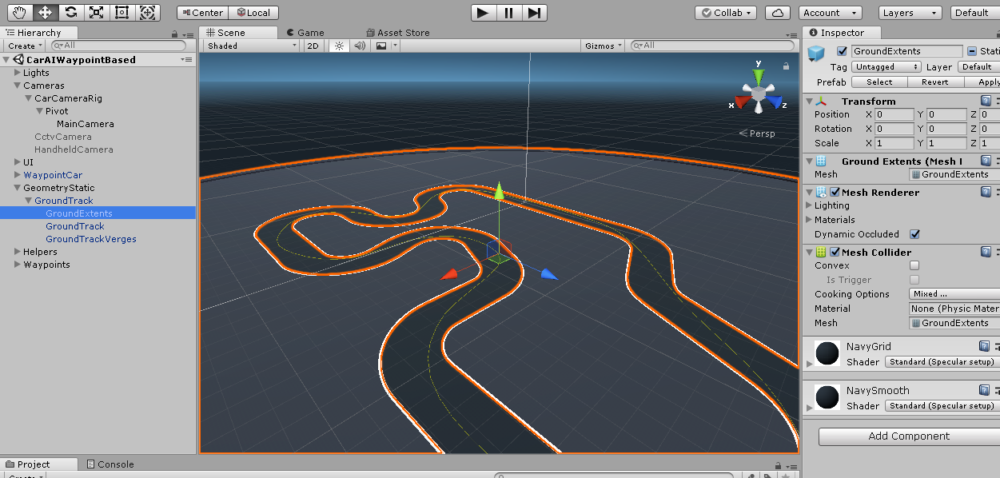 Center Local Collab Account Layers Default
Hierarchy
Create All
CarAIWaypointBased
Lights
Cameras
CarCameraRig
Pivot
MainCamera
CctvCamera
HandheldCamera
UI
WaypointCar
GeometryStatic
GroundTrack
GroundExtents
GroundTrack
GroundTrackVerges
Helpers
Waypoints
Scene Game Asset Store
Shaded 2D Gizmos All
y
x z
Persp
Inspector
GroundExtents Stati
Tag Untagged Layer Default
Prefab Select Revert Apply
Transform
Position X 0 Y 0 Z 0
Rotation X 0 Y 0 Z 0
Scale X 1 Y 1 Z 1
Ground Extents (Mesh
Mesh GroundExtents
Mesh Renderer
Lighting
Materials
Dynamic Occluded
Mesh Collider
Convex
Is Trigger
Cooking Options Mixed ...
Material None (Physic Mater
Mesh GroundExtents
NavyGrid
Shader Standard (Specular setup)
NavySmooth
Shader Standard (Specular setup)
Add Component
Project Console
Create